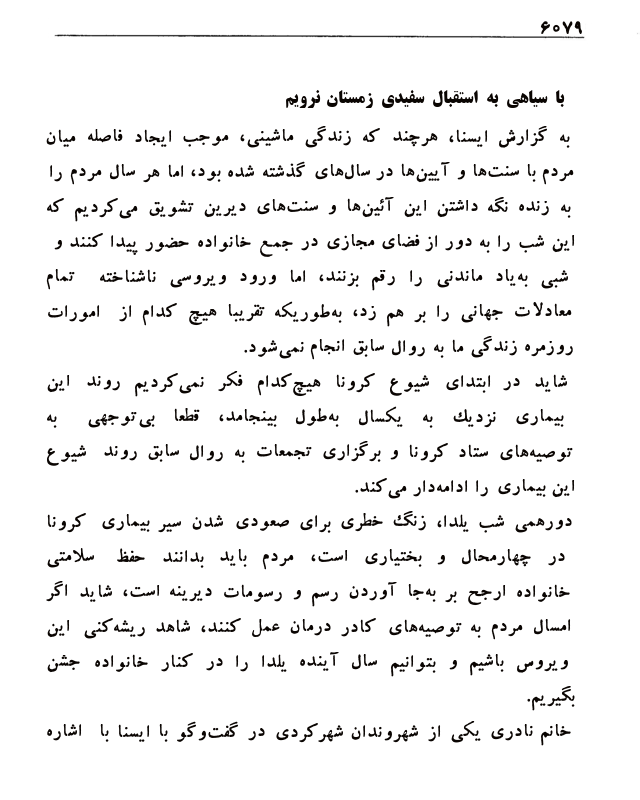 ۶۰۷۹
با سیاهی به استقبال سفیدی زمستان نرویم
به گزارش ایسنا، هرچند که زندگی ماشینی، موجب ایجاد فاصله میان
مردم با سنت‌ها و آیین‌ها در سال‌های گذشته شده بود، اما هر سال مردم را
به زنده نگه داشتن این آئین‌ها و سنت‌های دیرین تشویق می‌کردیم که
این شب را به دور از فضای مجازی در جمع خانواده حضور پیدا کنند و
شبی به‌یاد ماندنی را رقم بزنند، اما ورود ویروسی ناشناخته تمام
معادلات جهانی را بر هم زد، به‌طوریکه تقریبا هیچ کدام از امورات
روزمره زندگی ما به روال سابق انجام نمی‌شود.
شاید در ابتدای شیوع کرونا هیچ‌کدام فکر نمی‌کردیم روند این
بیماری نزدیك به یکسال به‌طول بینجامد، قطعا بی‌توجهی به
توصیه‌های ستاد کرونا و برگزاری تجمعات به روال سابق روند شیوع
این بیماری را ادامه‌دار می‌کند.
دورهمی شب یلدا، زنگ خطری برای صعودی شدن سیر بیماری کرونا
در چهارمحال و بختیاری است، مردم باید بدانند حفظ سلامتی
خانواده ارجح بر به‌جا آوردن رسم و رسومات دیرینه است، شاید اگر
امسال مردم به توصیه‌های کادر درمان عمل کنند، شاهد ریشه‌کنی این
ویروس باشیم و بتوانیم سال آینده یلدا را در کنار خانواده جشن
بگیریم.
خانم نادری یکی از شهروندان شهرکردی در گفت‌وگو با ایسنا با اشاره